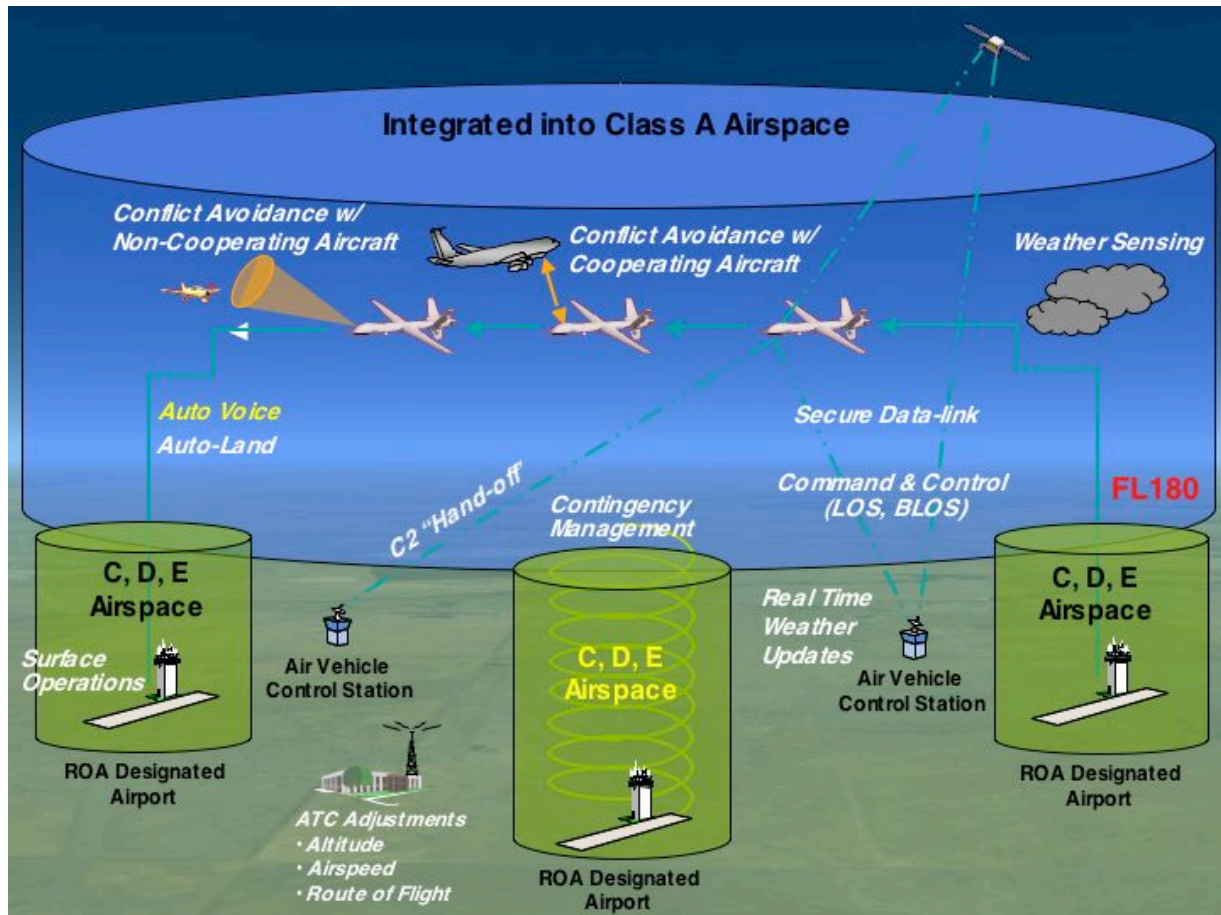 Integrated into Class A Airspace
Conflict Avoidance w/
Non-Cooperating Aircraft
Conflict Avoidance w/
Cooperating Aircraft
Weather Sensing
Auto Voice
Auto-Land
Secure Data-link
Command & Control
(LOS, BLOS)
FL180
C2 "Hand-off'
Contingency
Management
C, D, E
Airspace
Surface
Operations
ROA Designated
Airport
Air Vehicle
Control Station
ATC Adjustments
• Altitude
• Airspeed
• Route of Flight
C, D, E
Airspace
ROA Designated
Airport
Real Time
Weather
Updates
Air Vehicle
Control Station
C, D, E
Airspace
ROA Designated
Airport